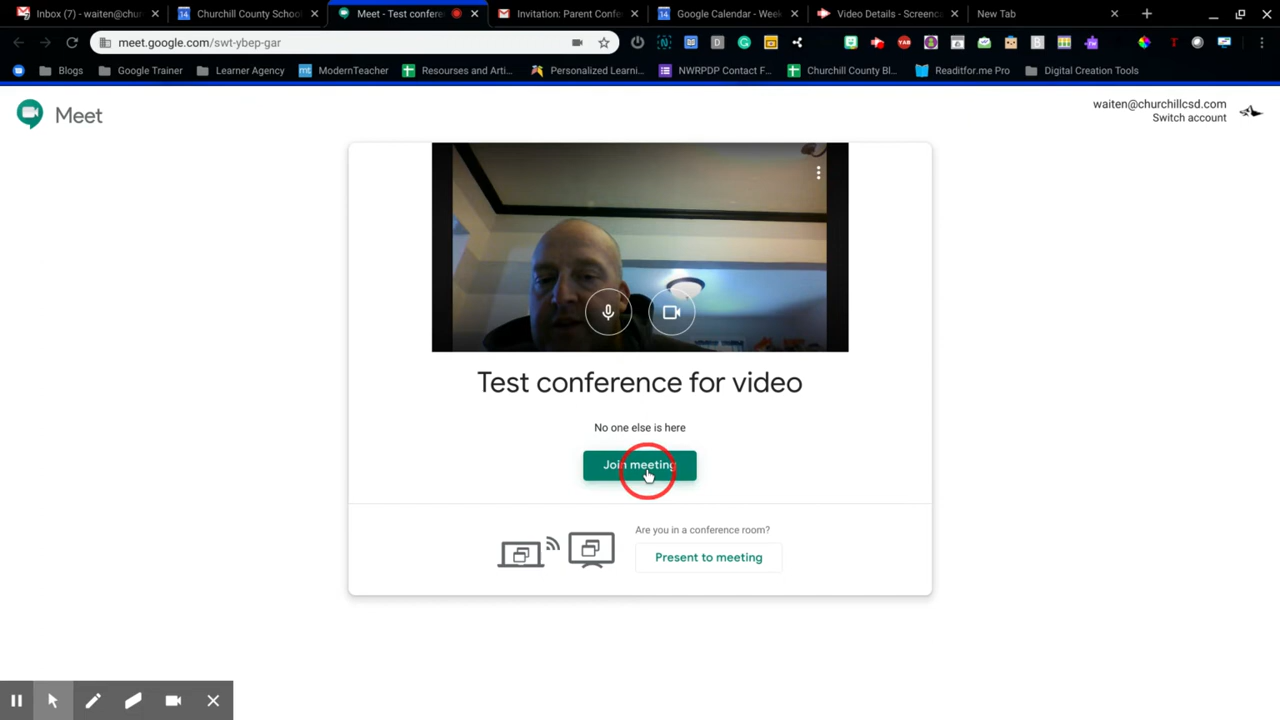 Inbox (7) - waiten@chur
Churchill County Schoo
Meet - Test confere
Invitation: Parent Confe
Google Calendar - Week
Video Details - Screenca
New Tab
meet.google.com/swt-ybep-gar
Blogs
Google Trainer
Learner Agency
ModernTeacher
Resourses and Arti...
Personalized Learni...
NWRPDP Contact F...
Churchill County Bl...
Readitfor.me Pro
Digital Creation Tools
Meet
waiten@churchillcsd.com
Switch account
Test conference for video
No one else is here
Join meeting
Are you in a conference room?
Present to meeting